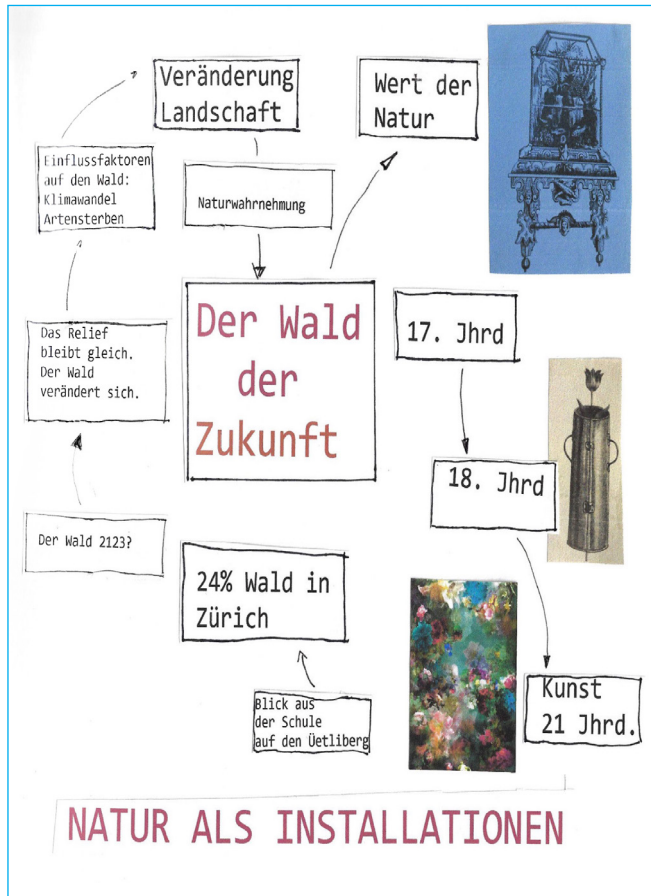 Veränderung
Landschaft
Wert der
Natur
Einflussfaktoren
auf den Wald:
Klimawandel
Artensterben
Naturwahrnehmung
Der Wald
der
Zukunft
17. Jhrd
Das Relief
bleibt gleich.
Der Wald
verändert sich.
18. Jhrd
Der Wald 2123?
24% Wald in
Zürich
Kunst
21 Jhrd.
Blick aus
der Schule
auf den Üetliberg
NATUR ALS INSTALLATIONEN